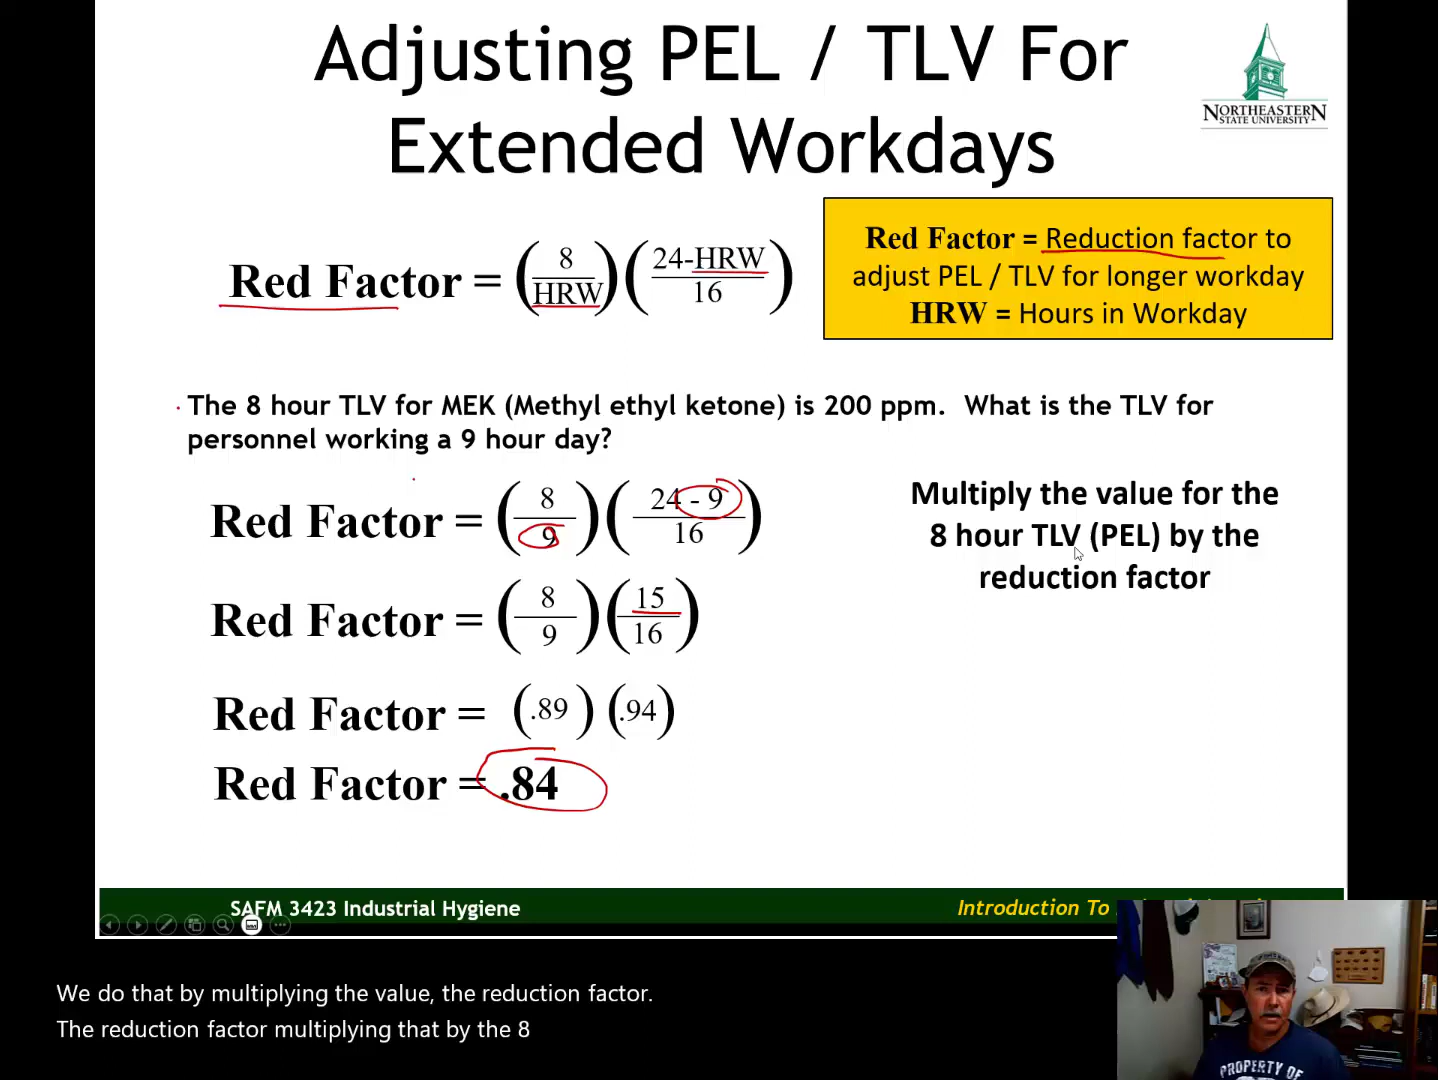 Adjusting PEL / TLV For
Extended Workdays
NORTHEASTERN
STATE UNIVERSITY
Red Factor = (8/HRW)(24-HRW/16)
Red Factor = Reduction factor to
adjust PEL / TLV for longer workday
HRW = Hours in Workday
The 8 hour TLV for MEK (Methyl ethyl ketone) is 200 ppm. What is the TLV for
personnel working a 9 hour day?
Red Factor = (8/9)(24 - 9/16)
Red Factor = (8/9)(15/16)
Red Factor = (.89) (.94)
Red Factor = .84
Multiply the value for the
8 hour TLV (PEL) by the
reduction factor
SAFM 3423 Industrial Hygiene
Introduction To
We do that by multiplying the value, the reduction factor.
The reduction factor multiplying that by the 8
PROPERTY OF